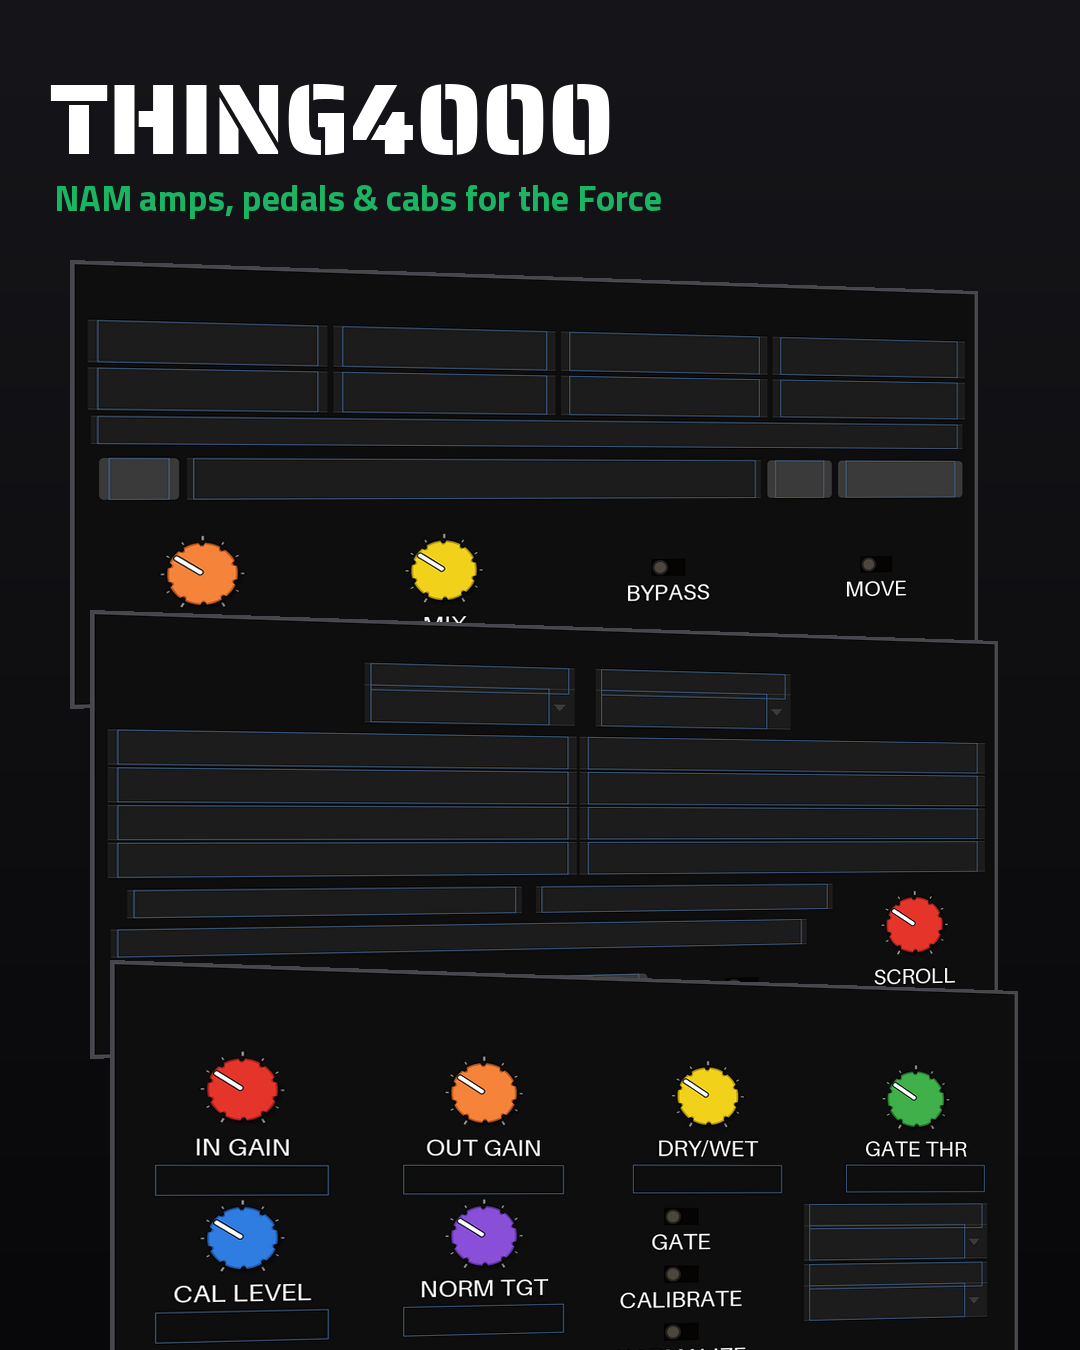 THING4000
NAM amps, pedals & cabs for the Force
BYPASS
MOVE
MIX
SCROLL
IN GAIN
OUT GAIN
DRY/WET
GATE THR
GATE
CAL LEVEL
NORM TGT
CALIBRATE